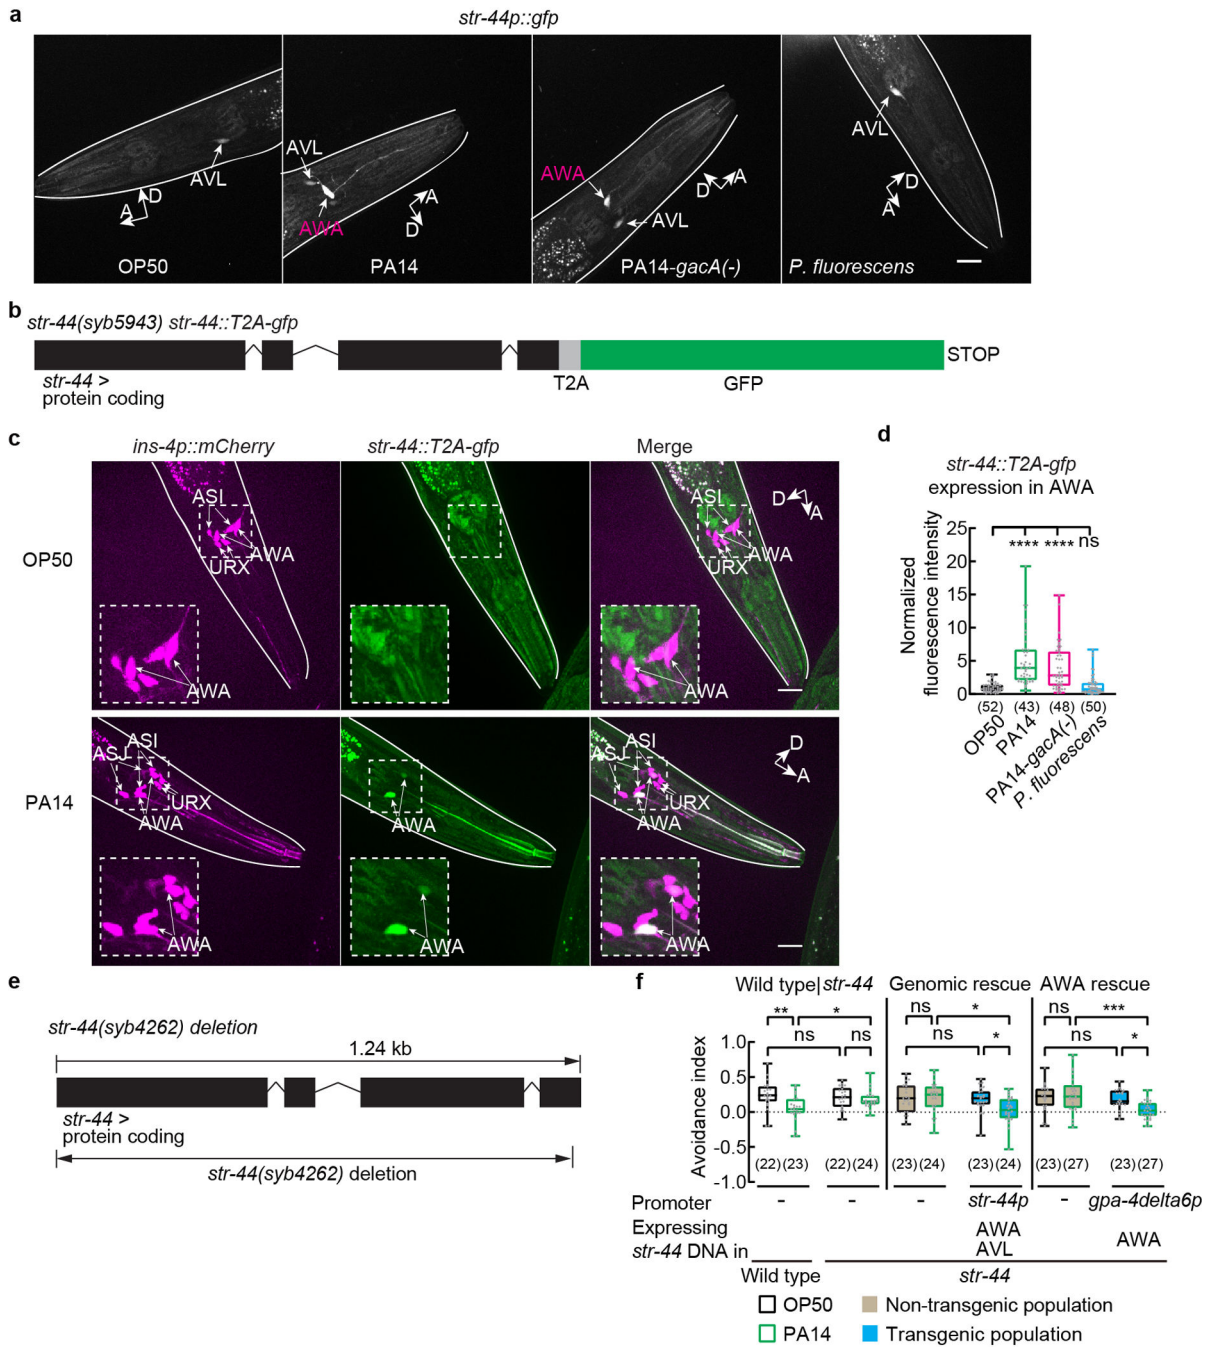 a
str-44p::gfp
AVL
D
A
OP50
AVL
AWA
A
D
PA14
AWA
AVL
D
A
PA14-gacA(-)
AVL
D
A
P. fluorescens
b
str-44(syb5943) str-44::T2A-gfp
STOP
str-44 >
protein coding
T2A
GFP
c
ins-4p::mCherry
str-44::T2A-gfp
Merge
OP50
ASI
AWA
URX
AWA
ASI
AWA
URX
D
A
AWA
PA14
ASJ
ASI
URX
AWA
AWA
AWA
AWA
ASJ
ASI
URX
AWA
D
A
AWA
d
str-44::T2A-gfp
expression in AWA
Normalized
fluorescence intensity
25
20
15
10
5
0
**** **** ns
(52) (43) (48) (50)
OP50
PA14
PA14-gacA(-)
P. fluorescens
e
str-44(syb4262) deletion
1.24 kb
str-44 >
protein coding
str-44(syb4262) deletion
f
Wild type|str-44
Genomic rescue
AWA rescue
** * ns * ns ***
ns ns ns * ns *
Avoidance index
1.0
0.5
0.0
-0.5
-1.0
(22)(23) (22)(24) (23)(24) (23)(24) (23)(27) (23)(27)
Promoter - - - str-44p - gpa-4delta6p
Expressing
str-44 DNA in
AWA
AVL
AWA
Wild type
str-44
OP50
Non-transgenic population
PA14
Transgenic population